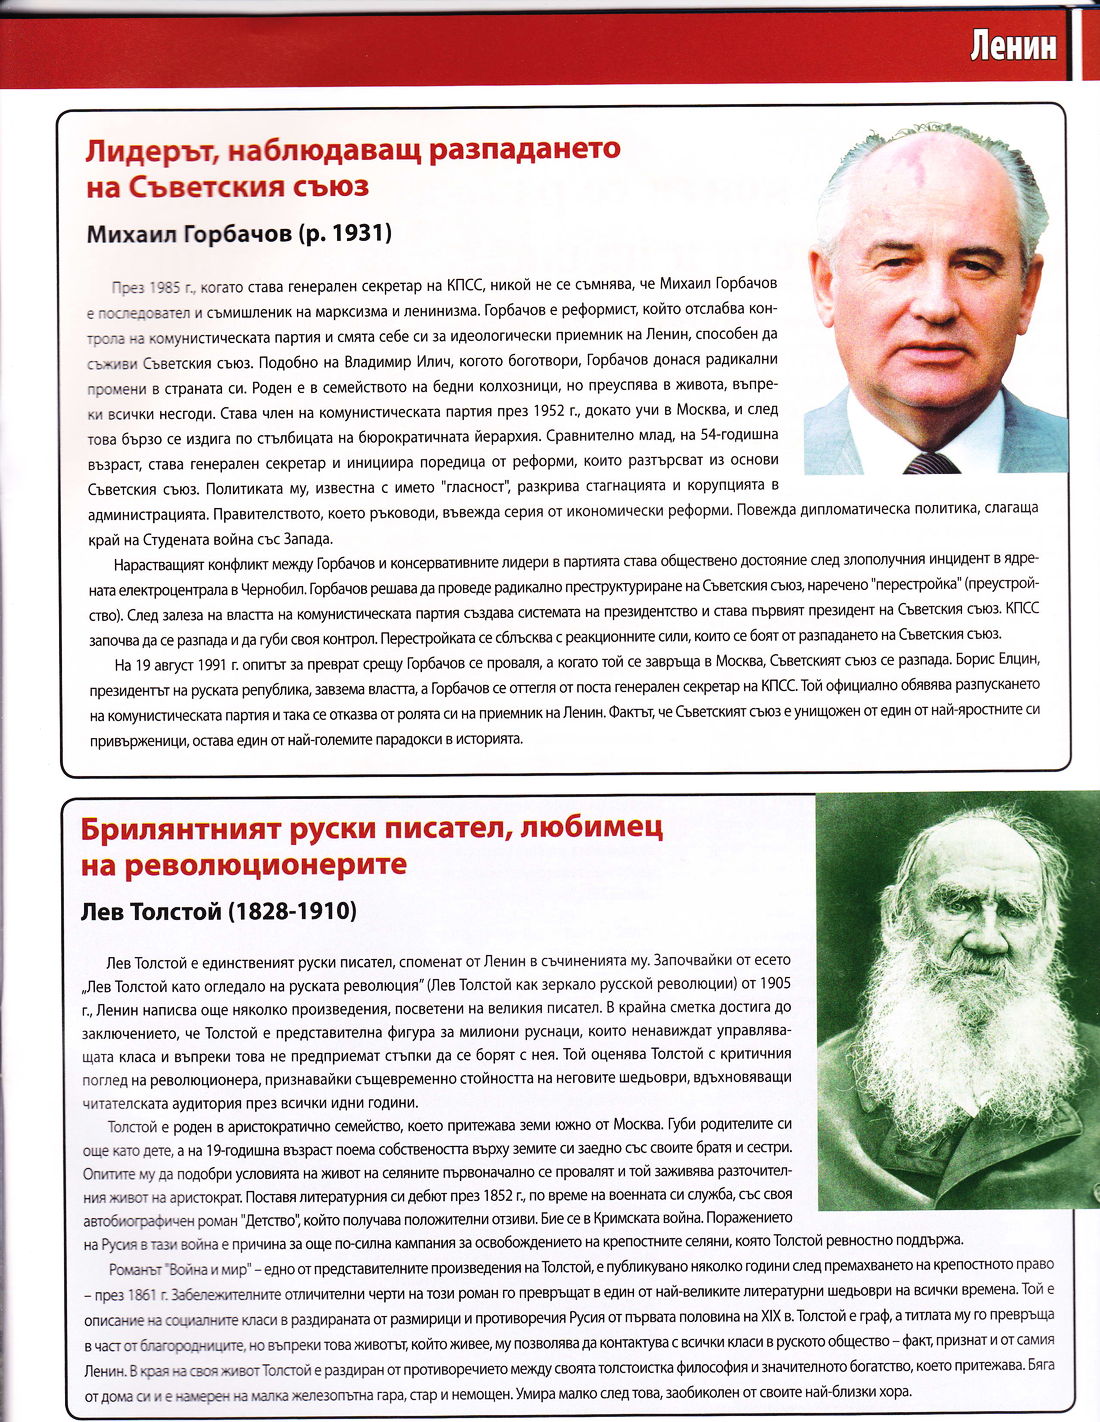 Ленин
Лидерът, наблюдаващ разпадането
на Съветския съюз
Михаил Горбачов (р. 1931)
През 1985 г., когато става генерален секретар на КПСС, никой не се съмнява, че Михаил Горбачов
е последовател и съмишленик на марксизма и ленинизма. Горбачов е реформист, който отслабва кон-
трола на комунистическата партия и смята себе си за идеологически приемник на Ленин, способен да
съживи Съветския съюз. Подобно на Владимир Илич, когото боготвори, Горбачов донася радикални
промени в страната си. Роден е в семейството на бедни колхозници, но преуспява в живота, въпре-
ки всички несгоди. Става член на комунистическата партия през 1952 г., докато учи в Москва, и след
това бързо се издига по стълбицата на бюрократичната йерархия. Сравнително млад, на 54-годишна
възраст, става генерален секретар и инициира поредица от реформи, които разтърсват из основи
Съветския съюз. Политиката му, известна с името "гласност", разкрива стагнацията и корупцията в
администрацията. Правителството, което ръководи, въвежда серия от икономически реформи. Повежда дипломатическа политика, слагаща
край на Студената война със Запада.
Нарастващият конфликт между Горбачов и консервативните лидери в партията става обществено достояние след злополучния инцидент в ядре-
ната електроцентрала в Чернобил. Горбачов решава да проведе радикално преструктуриране на Съветския съюз, наречено "перестройка" (преустрой-
ство). След залеза на властта на комунистическата партия създава системата на президентство и става първият президент на Съветския съюз. КПСС
започва да се разпада и да губи своя контрол. Перестройката се сблъсква с реакционните сили, които се боят от разпадането на Съветския съюз.
На 19 август 1991 г. опитът за преврат срещу Горбачов се проваля, а когато той се завръща в Москва, Съветският съюз се разпада. Борис Елцин,
президентът на руската република, завзема властта, а Горбачов се оттегля от поста генерален секретар на КПСС. Той официално обявява разпускането
на комунистическата партия и така се отказва от ролята си на приемник на Ленин. Фактът, че Съветският съюз е унищожен от един от най-яростните си
привърженици, остава един от най-големите парадокси в историята.
Брилянтният руски писател, любимец
на революционерите
Лев Толстой (1828-1910)
Лев Толстой е единственият руски писател, споменат от Ленин в съчиненията му. Започвайки от есето
„Лев Толстой като огледало на руската революция" (Лев Толстой как зеркало русской революции) от 1905
г., Ленин написва още няколко произведения, посветени на великия писател. В крайна сметка достига до
заключението, че Толстой е представителна фигура за милиони руснаци, които ненавиждат управлява-
щата класа и въпреки това не предприемат стъпки да се борят с нея. Той оценява Толстой с критичния
поглед на революционера, признавайки същевременно стойността на неговите шедьоври, вдъхновяващи
читателската аудитория през всички идни години.
Толстой е роден в аристократично семейство, което притежава земи южно от Москва. Губи родителите си
още като дете, а на 19-годишна възраст поема собствеността върху земите си заедно със своите братя и сестри.
Опитите му да подобри условията на живот на селяните първоначално се провалят и той заживява разточител-
ния живот на аристократ. Поставя литературния си дебют през 1852 г., по време на военната си служба, със своя
автобиографичен роман "Детство", който получава положителни отзиви. Бие се в Кримската война. Поражението
на Русия в тази война е причина за още по-силна кампания за освобождението на крепостните селяни, която Толстой ревностно поддържа.
Романът "Война и мир" – едно от представителните произведения на Толстой, е публикувано няколко години след премахването на крепостното право
– през 1861 г. Забележителните отличителни черти на този роман го превръщат в един от най-великите литературни шедьоври на всички времена. Той е
описание на социалните класи в раздираната от размирици и противоречия Русия от първата половина на XIX в. Толстой е граф, а титлата му го превръща
в част от благородниците, но въпреки това животът, който живее, му позволява да контактува с всички класи в руското общество – факт, признат и от самия
Ленин. В края на своя живот Толстой е раздиран от противоречието между своята толстоистка философия и значителното богатство, което притежава. Бяга
от дома си и е намерен на малка железопътна гара, стар и немощен. Умира малко след това, заобиколен от своите най-близки хора.